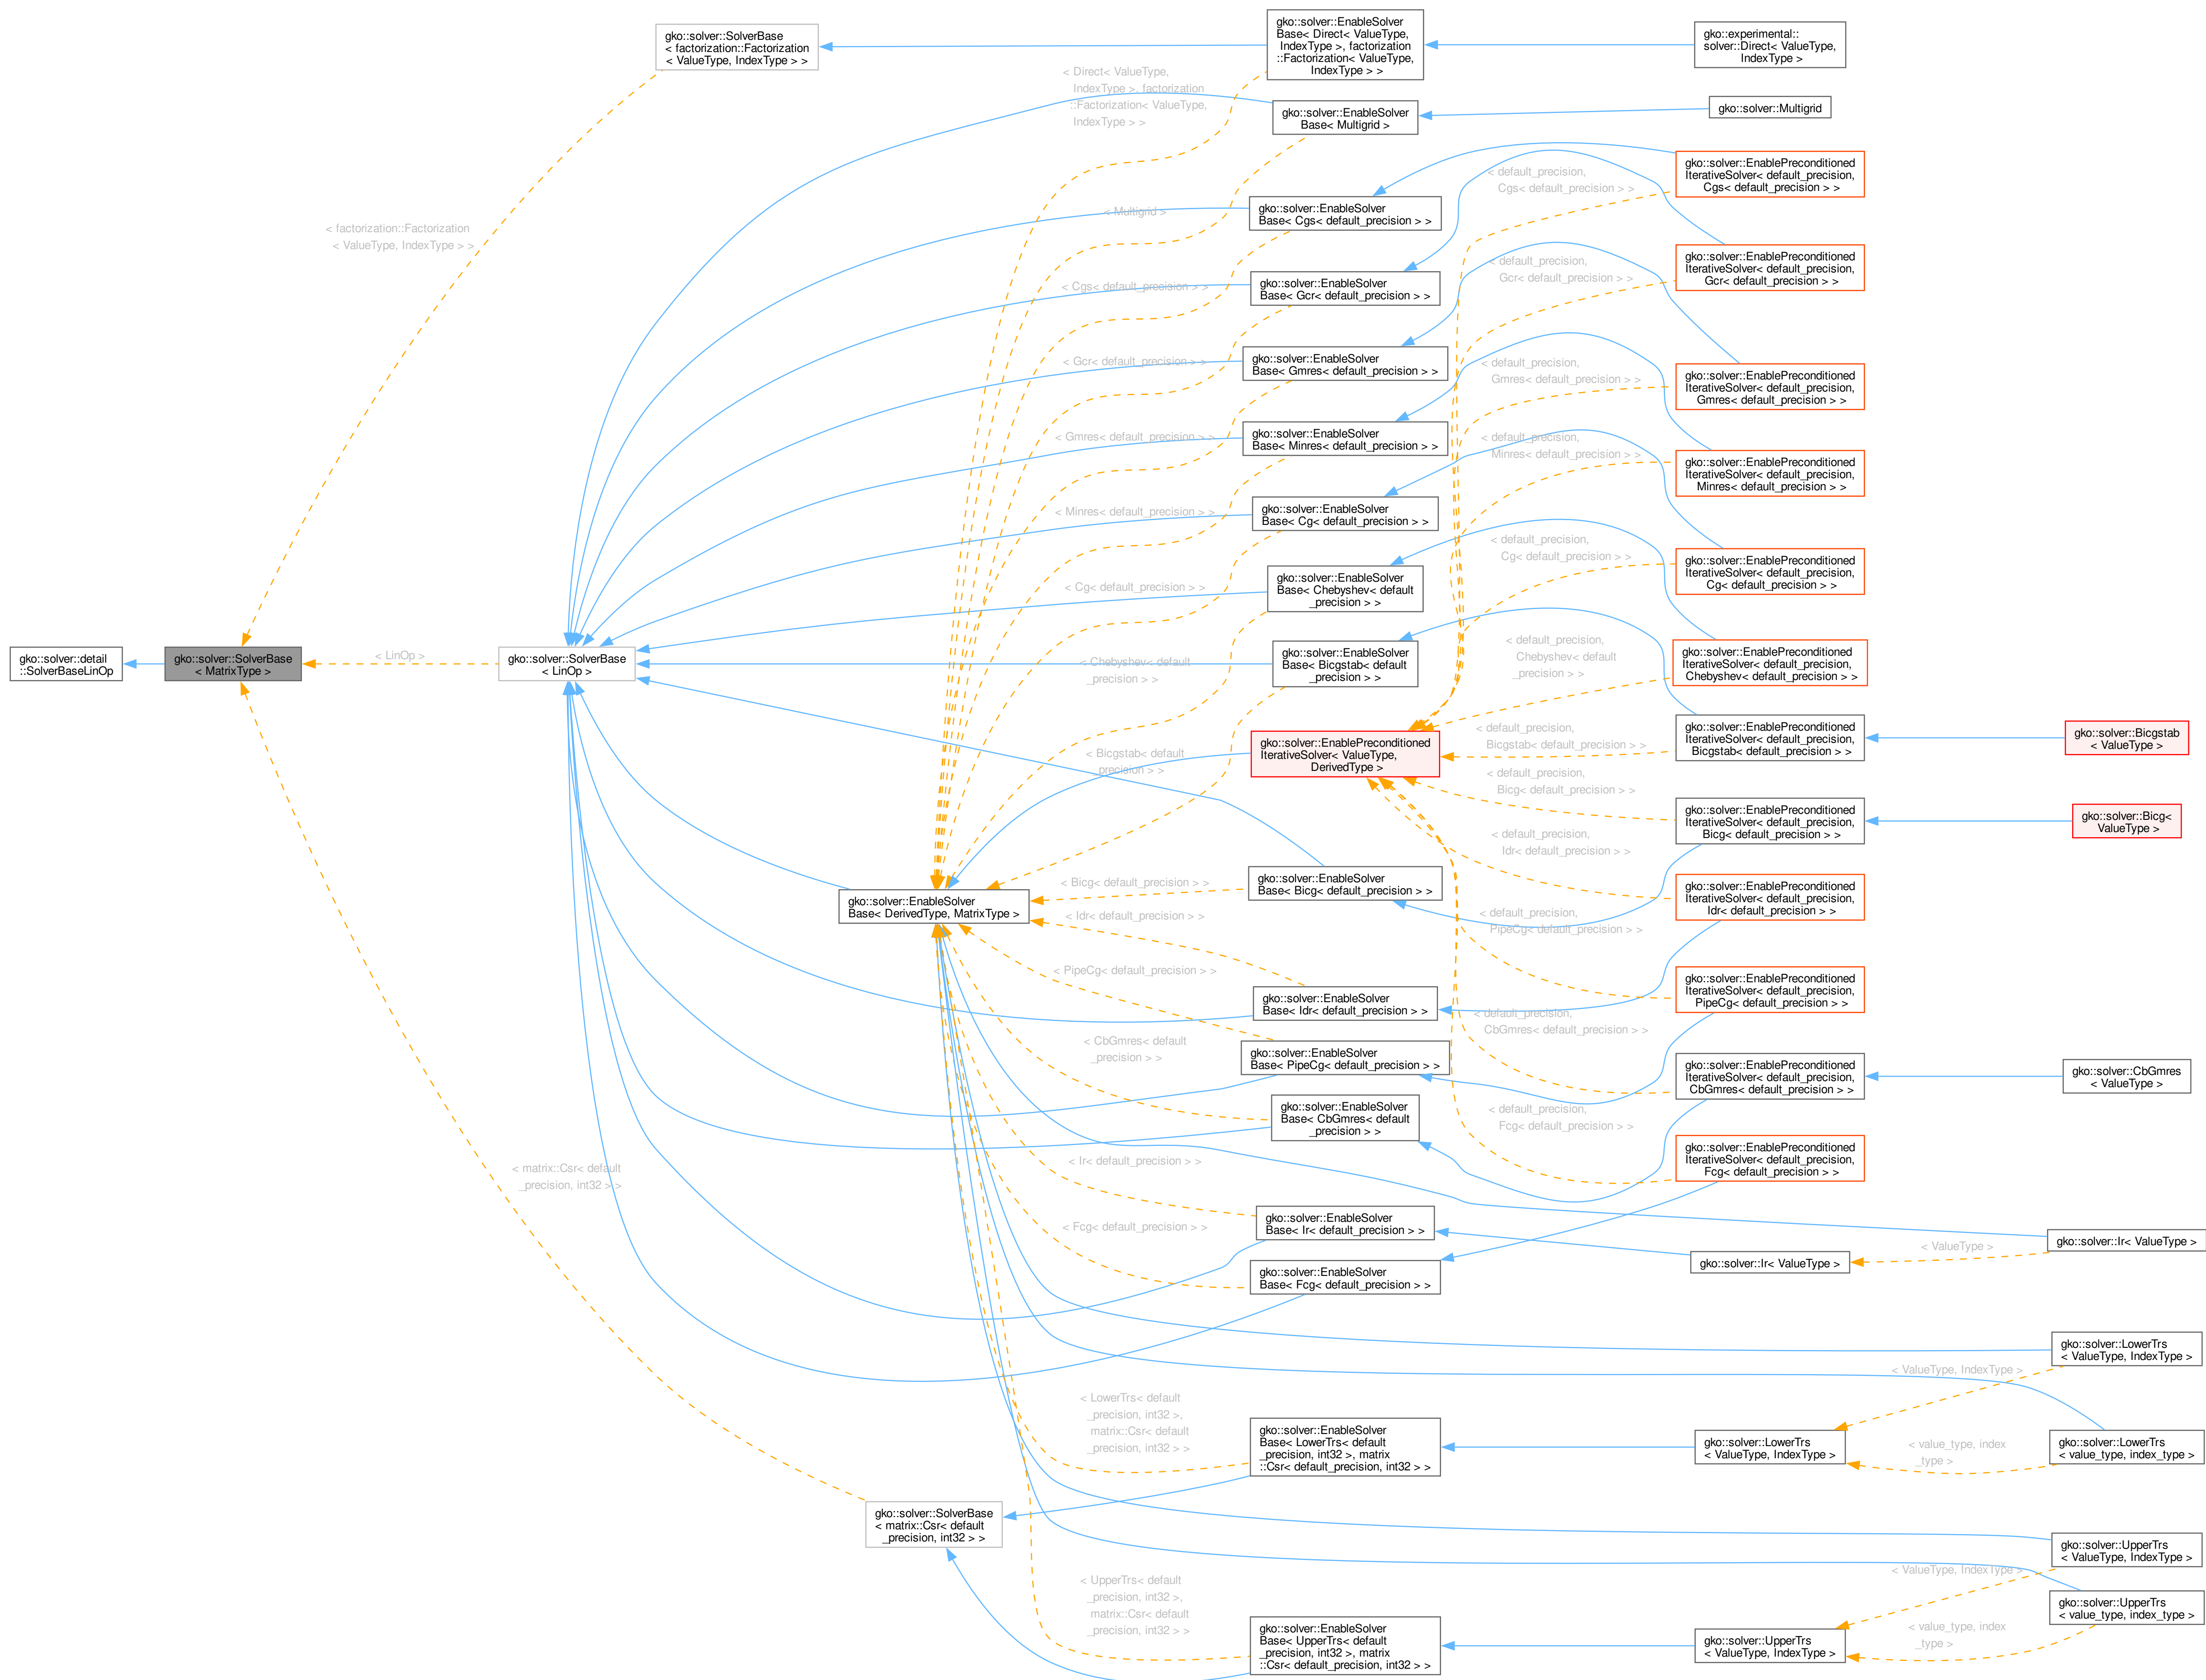 gko::solver::detail
::SolverBaseLinOp
gko::solver::SolverBase
< MatrixType >
< factorization::Factorization
< ValueType, IndexType > >
< LinOp >
< matrix::Csr< default
_precision, int32 > >
gko::solver::SolverBase
< factorization::Factorization
< ValueType, IndexType > >
gko::solver::SolverBase
< LinOp >
gko::solver::SolverBase
< matrix::Csr< default
_precision, int32 > >
gko::solver::EnableSolver
Base< DerivedType, MatrixType >
< Direct< ValueType,
IndexType >, factorization
::Factorization< ValueType,
IndexType > >
< Multigrid >
< Cgs< default_precision > >
< Gcr< default_precision > >
< Gmres< default_precision > >
< Minres< default_precision > >
< Cg< default_precision > >
< Chebyshev< default
_precision > >
< Bicgstab< default
_precision > >
< Bicg< default_precision > >
< Idr< default_precision > >
< PipeCg< default_precision > >
< CbGmres< default
_precision > >
< Ir< default_precision > >
< Fcg< default_precision > >
< LowerTrs< default
_precision, int32 >,
matrix::Csr< default
_precision, int32 > >
< UpperTrs< default
_precision, int32 >,
matrix::Csr< default
_precision, int32 > >
gko::solver::EnableSolver
Base< Direct< ValueType,
IndexType >, factorization
::Factorization< ValueType,
IndexType > >
gko::solver::EnableSolver
Base< Multigrid >
gko::solver::EnableSolver
Base< Cgs< default_precision > >
gko::solver::EnableSolver
Base< Gcr< default_precision > >
gko::solver::EnableSolver
Base< Gmres< default_precision > >
gko::solver::EnableSolver
Base< Minres< default_precision > >
gko::solver::EnableSolver
Base< Cg< default_precision > >
gko::solver::EnableSolver
Base< Chebyshev< default
_precision > >
gko::solver::EnableSolver
Base< Bicgstab< default
_precision > >
gko::solver::EnablePreconditioned
IterativeSolver< ValueType,
DerivedType >
gko::solver::EnableSolver
Base< Bicg< default_precision > >
gko::solver::EnableSolver
Base< Idr< default_precision > >
gko::solver::EnableSolver
Base< PipeCg< default_precision > >
gko::solver::EnableSolver
Base< CbGmres< default
_precision > >
gko::solver::EnableSolver
Base< Ir< default_precision > >
gko::solver::EnableSolver
Base< Fcg< default_precision > >
gko::solver::EnableSolver
Base< LowerTrs< default
_precision, int32 >, matrix
::Csr< default_precision, int32 > >
gko::solver::EnableSolver
Base< UpperTrs< default
_precision, int32 >, matrix
::Csr< default_precision, int32 > >
< default_precision,
Cgs< default_precision > >
< default_precision,
Gcr< default_precision > >
< default_precision,
Gmres< default_precision > >
< default_precision,
Minres< default_precision > >
< default_precision,
Cg< default_precision > >
< default_precision,
Chebyshev< default
_precision > >
< default_precision,
Bicgstab< default_precision > >
< default_precision,
Bicg< default_precision > >
< default_precision,
Idr< default_precision > >
< default_precision,
PipeCg< default_precision > >
< default_precision,
CbGmres< default_precision > >
< default_precision,
Fcg< default_precision > >
gko::experimental::
solver::Direct< ValueType,
IndexType >
gko::solver::Multigrid
gko::solver::EnablePreconditioned
IterativeSolver< default_precision,
Cgs< default_precision > >
gko::solver::EnablePreconditioned
IterativeSolver< default_precision,
Gcr< default_precision > >
gko::solver::EnablePreconditioned
IterativeSolver< default_precision,
Gmres< default_precision > >
gko::solver::EnablePreconditioned
IterativeSolver< default_precision,
Minres< default_precision > >
gko::solver::EnablePreconditioned
IterativeSolver< default_precision,
Cg< default_precision > >
gko::solver::EnablePreconditioned
IterativeSolver< default_precision,
Chebyshev< default_precision > >
gko::solver::EnablePreconditioned
IterativeSolver< default_precision,
Bicgstab< default_precision > >
gko::solver::EnablePreconditioned
IterativeSolver< default_precision,
Bicg< default_precision > >
gko::solver::EnablePreconditioned
IterativeSolver< default_precision,
Idr< default_precision > >
gko::solver::EnablePreconditioned
IterativeSolver< default_precision,
PipeCg< default_precision > >
gko::solver::EnablePreconditioned
IterativeSolver< default_precision,
CbGmres< default_precision > >
gko::solver::EnablePreconditioned
IterativeSolver< default_precision,
Fcg< default_precision > >
gko::solver::Ir< ValueType >
gko::solver::LowerTrs
< ValueType, IndexType >
gko::solver::UpperTrs
< ValueType, IndexType >
< ValueType >
< ValueType, IndexType >
< value_type, index
_type >
< ValueType, IndexType >
< value_type, index
_type >
gko::solver::Bicgstab
< ValueType >
gko::solver::Bicg<
ValueType >
gko::solver::CbGmres
< ValueType >
gko::solver::Ir< ValueType >
gko::solver::LowerTrs
< ValueType, IndexType >
gko::solver::LowerTrs
< value_type, index_type >
gko::solver::UpperTrs
< ValueType, IndexType >
gko::solver::UpperTrs
< value_type, index_type >